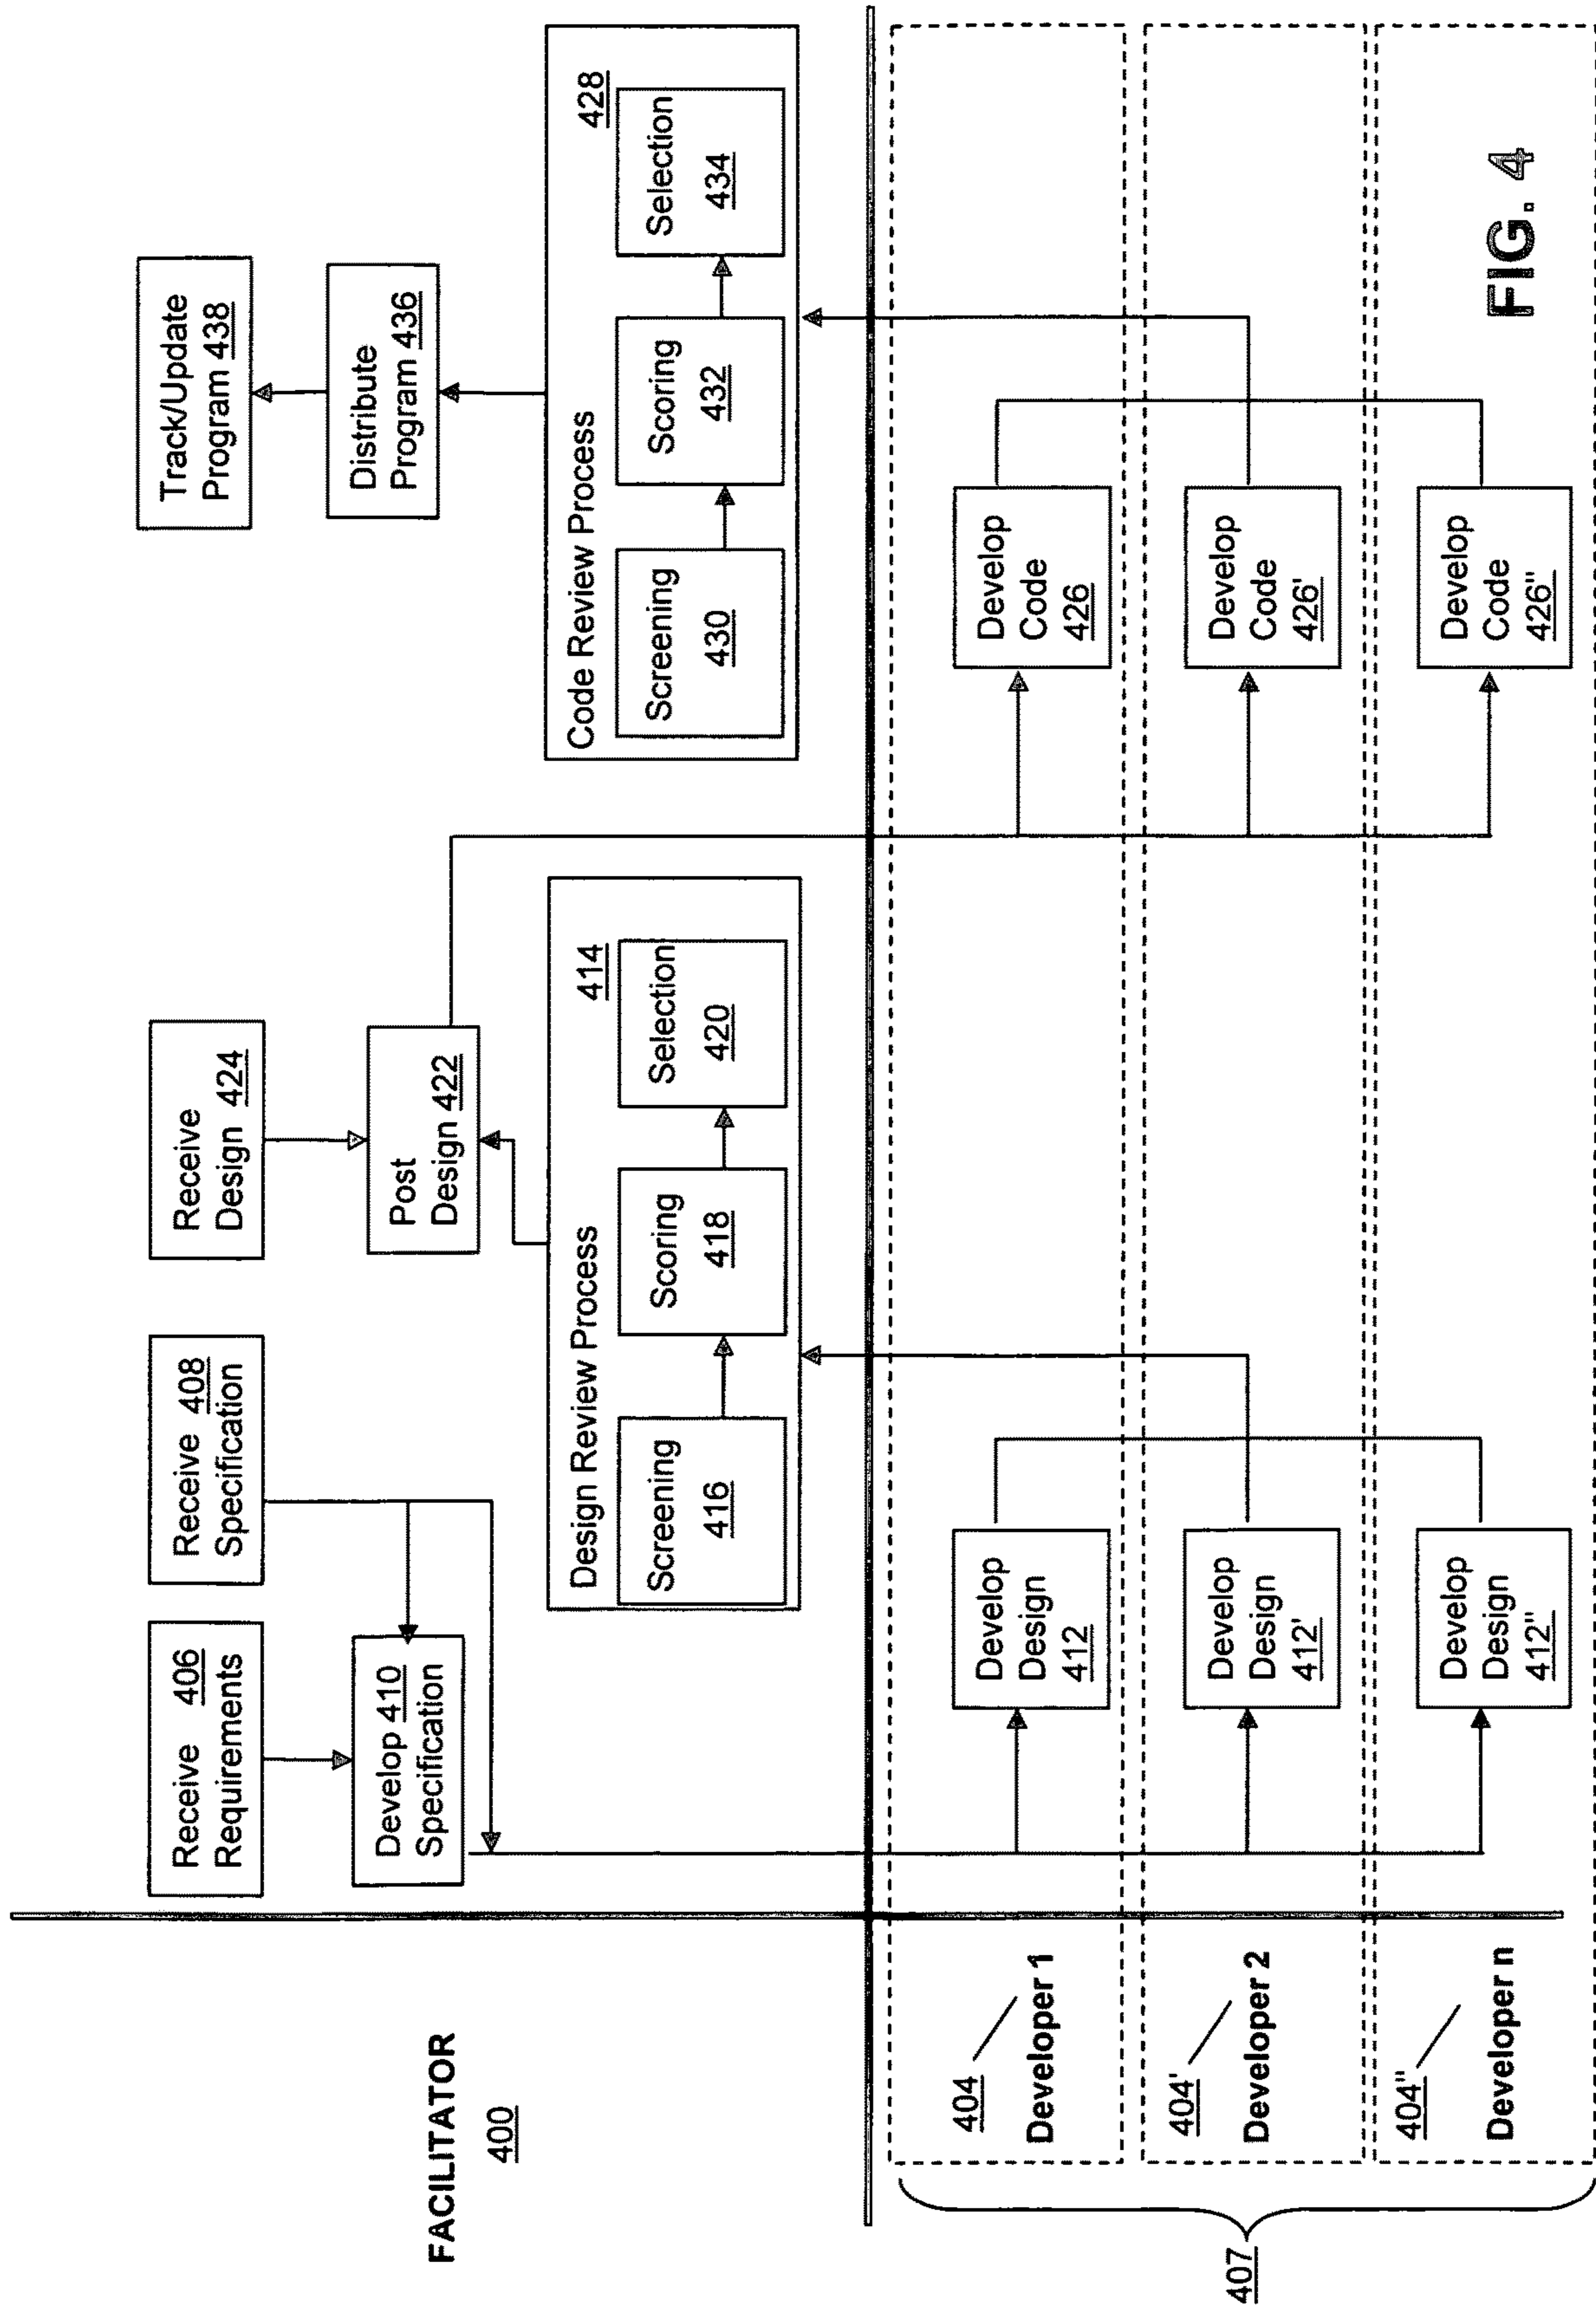 FACILITATOR
400
Receive 406
Requirements
Receive 408
Specification
Develop 410
Specification
Receive
Design 424
Post
Design 422
Design Review Process
414
Screening
416
Scoring
418
Selection
420
Track/Update
Program 438
Distribute
Program 436
Code Review Process
428
Screening
430
Scoring
432
Selection
434
407
404
Developer 1
Develop
Design
412
Develop
Code
426
404'
Developer 2
Develop
Design
412'
Develop
Code
426'
404"
Developer n
Develop
Design
412"
Develop
Code
426"
FIG. 4